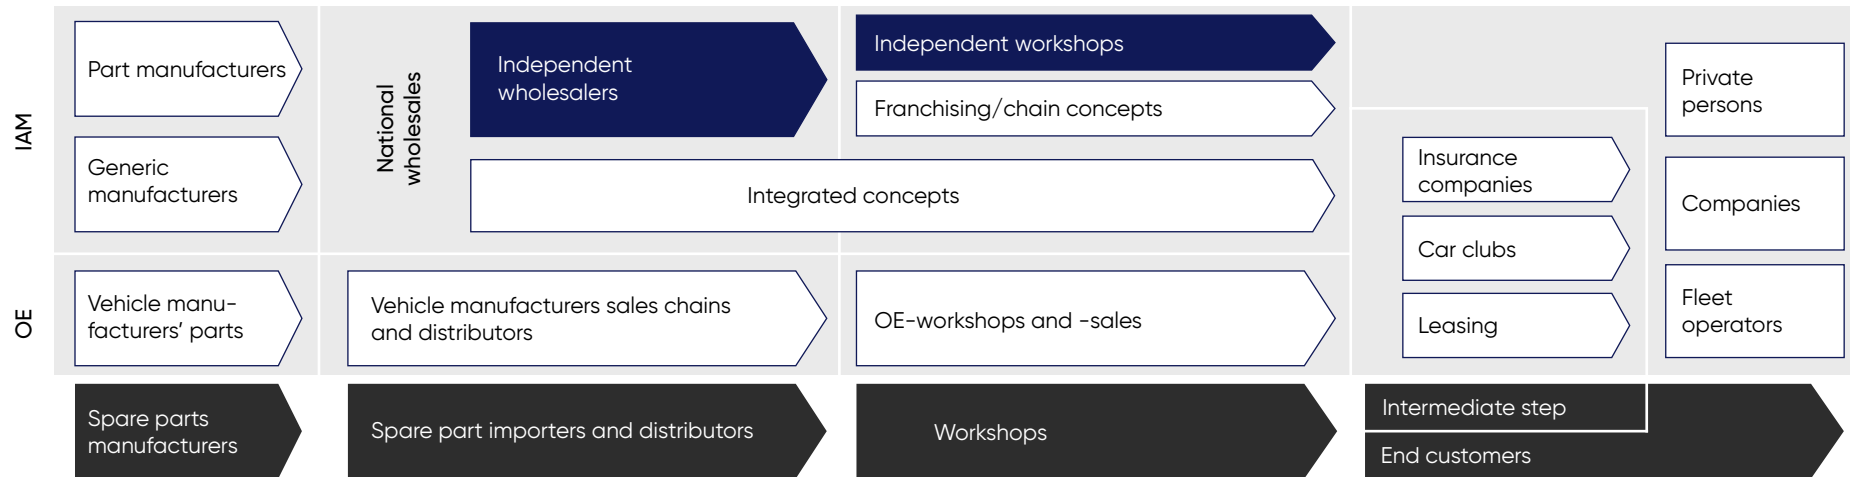 IAM
Part manufacturers
Generic
manufacturers
National
wholesales
Independent
wholesalers
Independent workshops
Franchising/chain concepts
Integrated concepts
Insurance
companies
Car clubs
Leasing
Private
persons
Companies
Fleet
operators
OE
Vehicle manu-
facturers’ parts
Vehicle manufacturers sales chains
and distributors
OE-workshops and -sales
Spare parts
manufacturers
Spare part importers and distributors
Workshops
Intermediate step
End customers